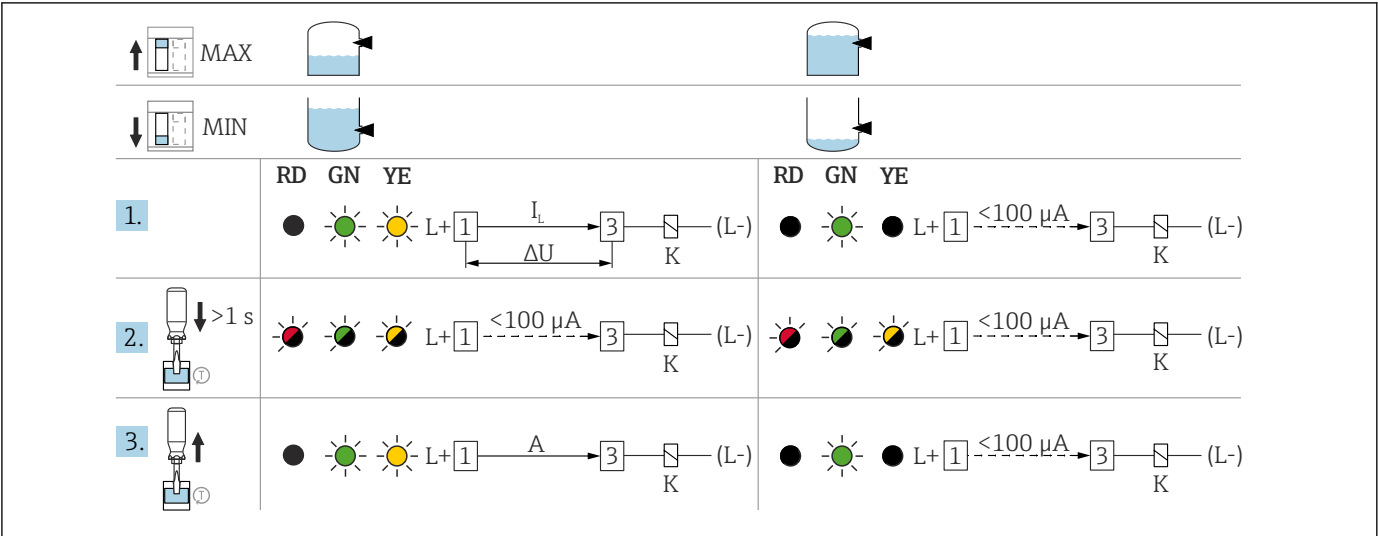 MAX
MIN
RD GN YE RD GN YE
1. L+ 1 I_L 3 (L-) L+ 1 <100 µA 3 (L-)
ΔU K K
2. >1 s L+ 1 <100 µA 3 (L-) L+ 1 <100 µA 3 (L-)
T K K
3. L+ 1 A 3 (L-) L+ 1 <100 µA 3 (L-)
T K K